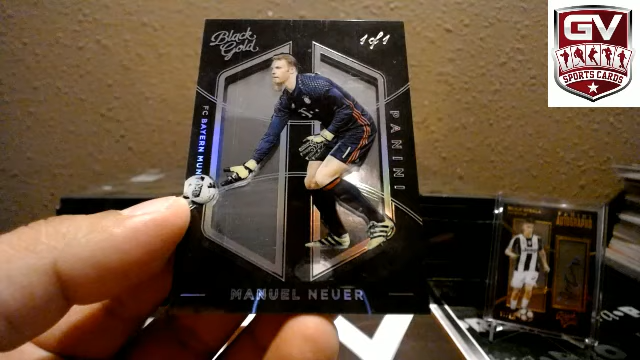 Black
Gold
1 of 1
FC BAYERN MUN
PANINI
MANUEL NEUER
GV
SPORTS CARDS